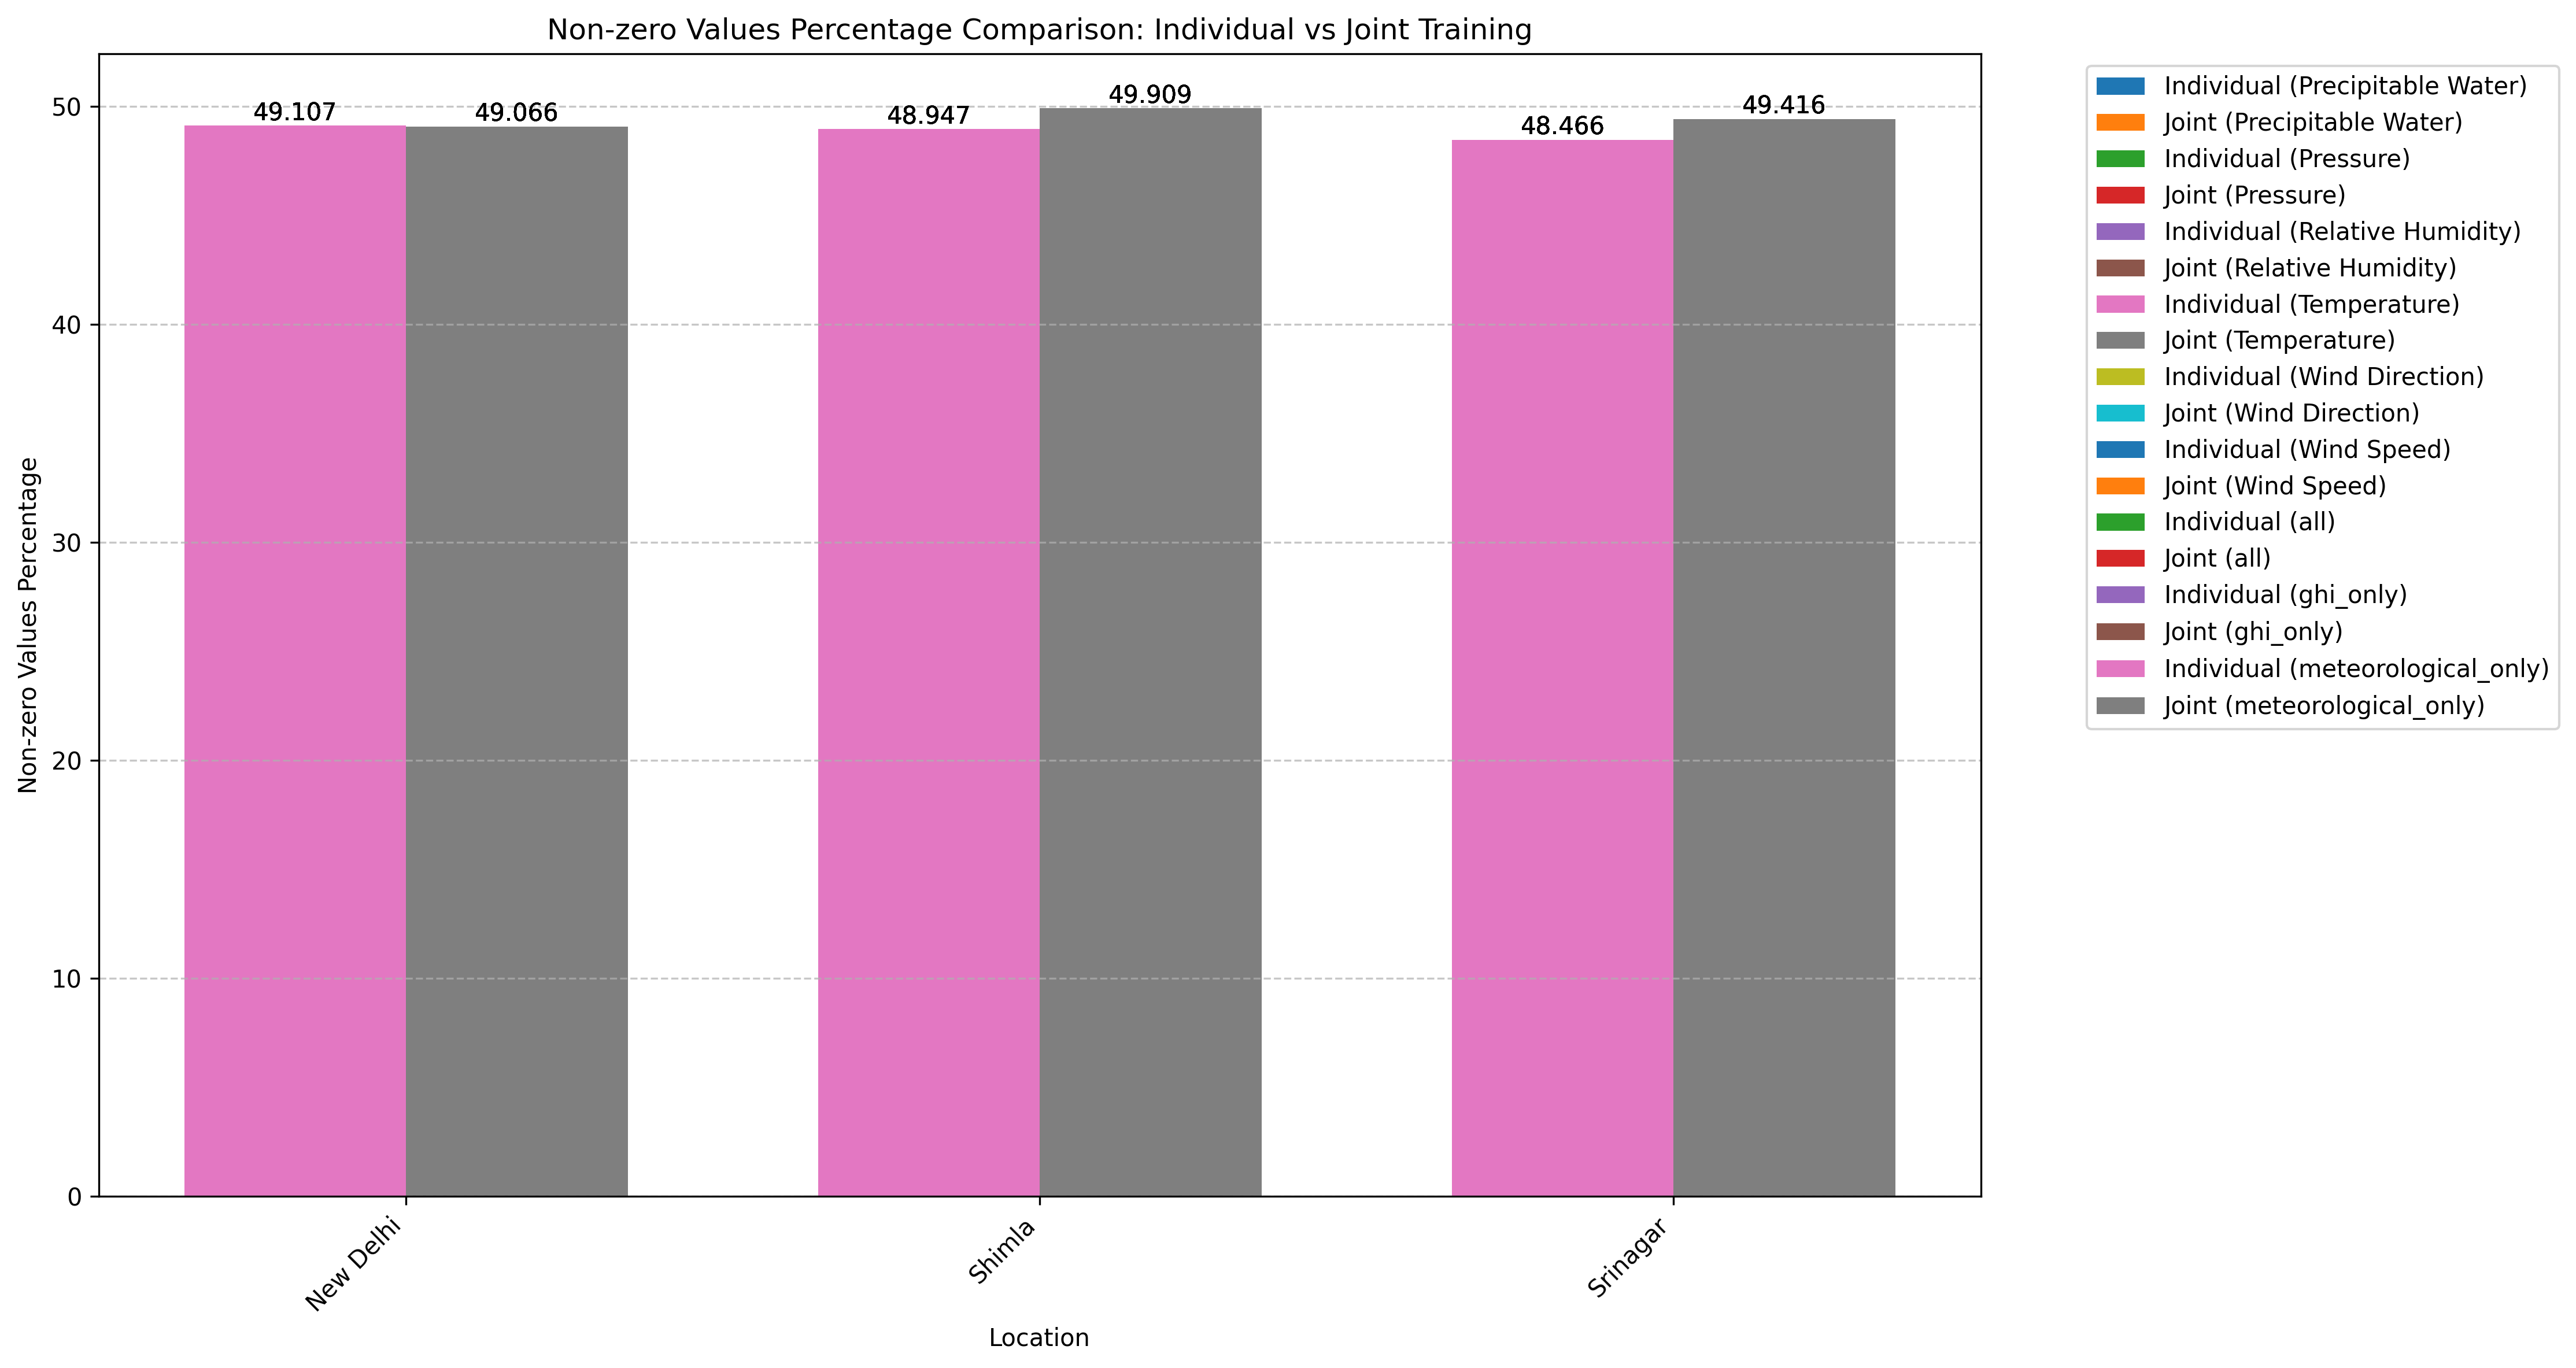 Non-zero Values Percentage Comparison: Individual vs Joint Training
Non-zero Values Percentage
50
40
30
20
10
0
49.107
49.066
48.947
49.909
48.466
49.416
New Delhi
Shimla
Srinagar
Location
Individual (Precipitable Water)
Joint (Precipitable Water)
Individual (Pressure)
Joint (Pressure)
Individual (Relative Humidity)
Joint (Relative Humidity)
Individual (Temperature)
Joint (Temperature)
Individual (Wind Direction)
Joint (Wind Direction)
Individual (Wind Speed)
Joint (Wind Speed)
Individual (all)
Joint (all)
Individual (ghi_only)
Joint (ghi_only)
Individual (meteorological_only)
Joint (meteorological_only)